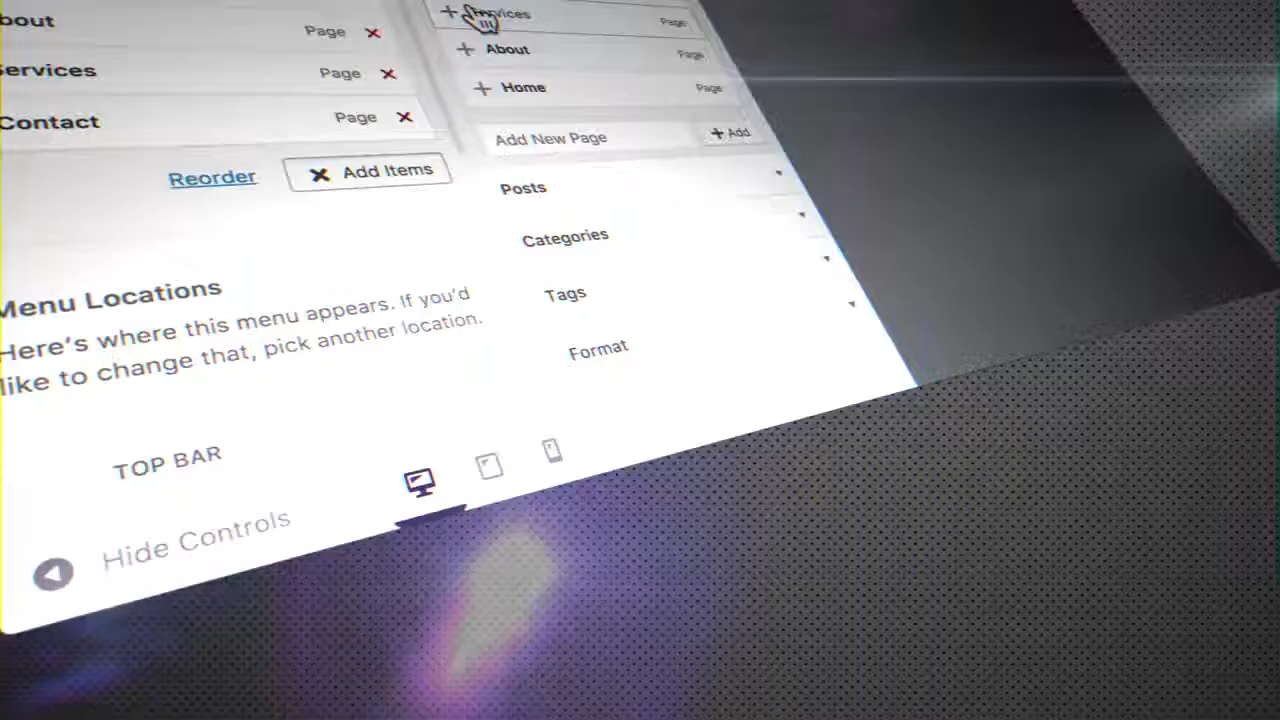 bout Page
ervices Page
Contact Page
Reorder Add Items
Menu Locations
Here's where this menu appears. If you'd
like to change that, pick another location.
TOP BAR
Hide Controls
Services Page
About Page
Home Page
Add New Page Add
Posts
Categories
Tags
Format